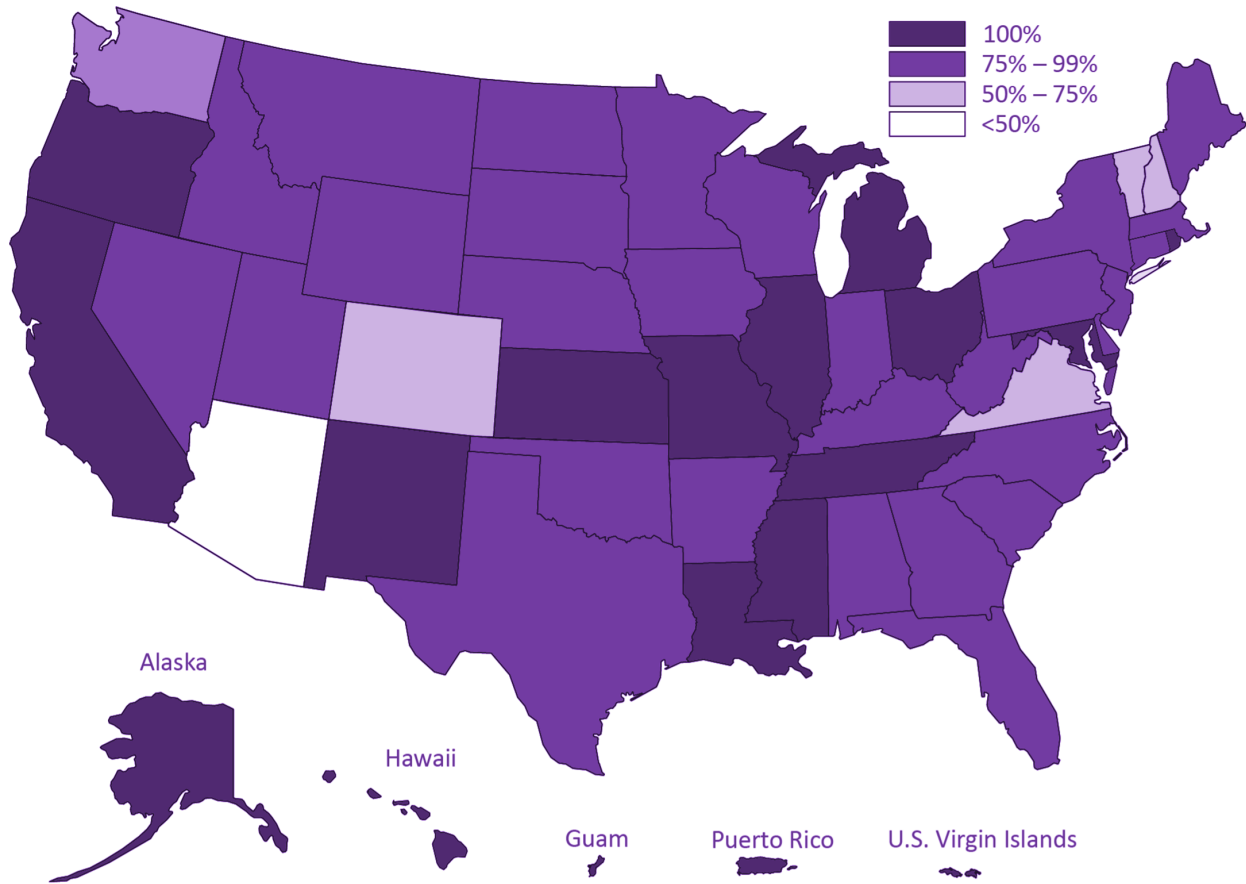 100%
75% – 99%
50% – 75%
<50%
Alaska
Hawaii
Guam
Puerto Rico
U.S. Virgin Islands